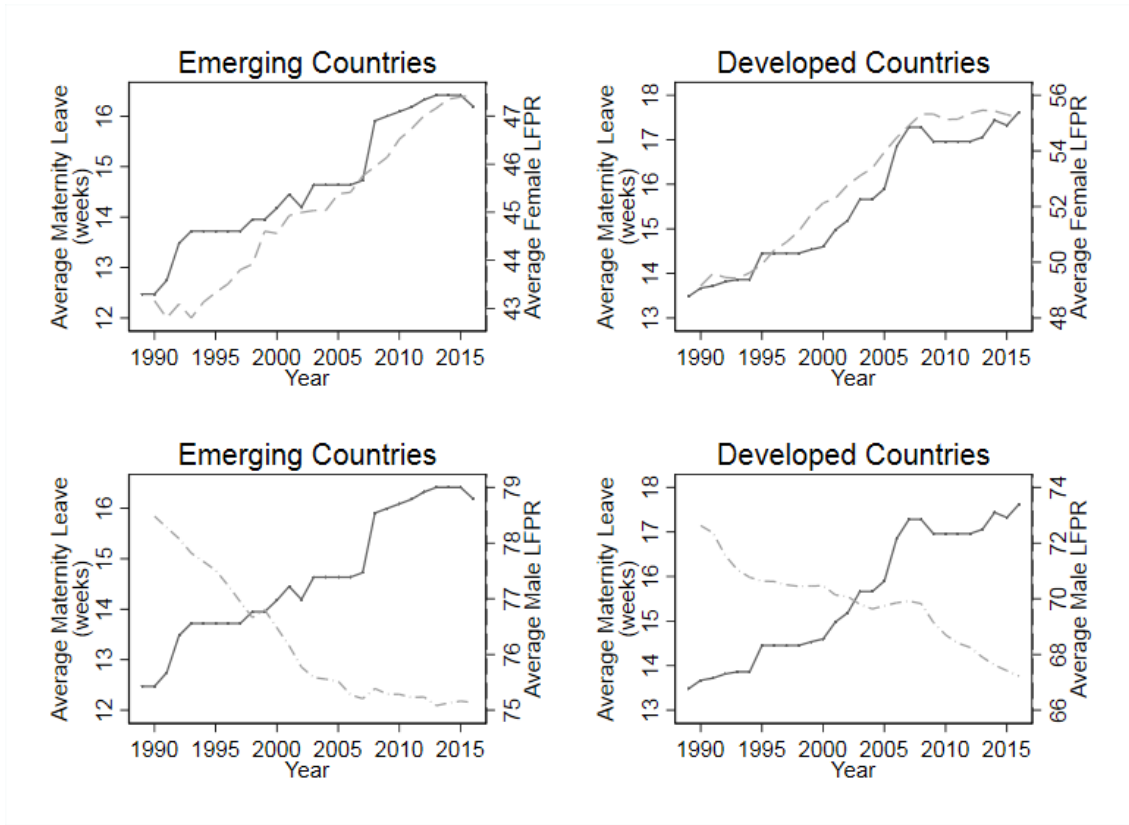 Emerging Countries
Average Maternity Leave
(weeks)
12 13 14 15 16
43 44 45 46 47
Average Female LFPR
1990 1995 2000 2005 2010 2015
Year
Developed Countries
Average Maternity Leave
(weeks)
13 14 15 16 17 18
48 50 52 54 56
Average Female LFPR
1990 1995 2000 2005 2010 2015
Year
Emerging Countries
Average Maternity Leave
(weeks)
12 13 14 15 16
75 76 77 78 79
Average Male LFPR
1990 1995 2000 2005 2010 2015
Year
Developed Countries
Average Maternity Leave
(weeks)
13 14 15 16 17 18
66 68 70 72 74
Average Male LFPR
1990 1995 2000 2005 2010 2015
Year